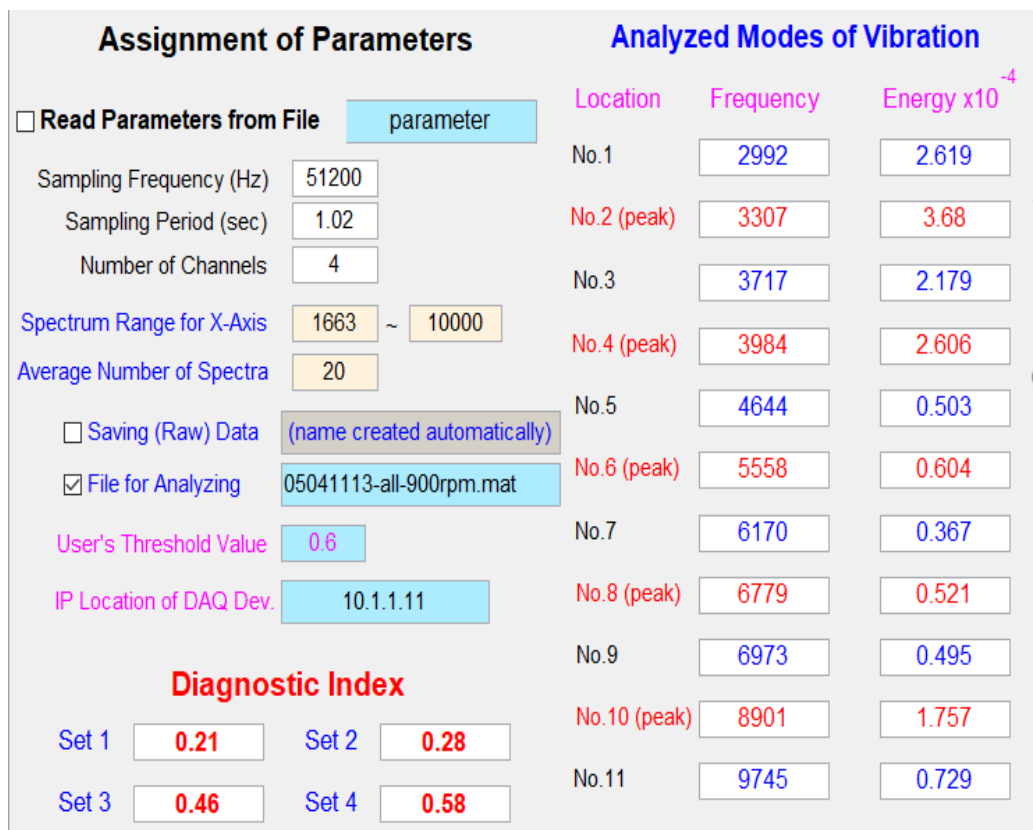 Assignment of Parameters
Read Parameters from File parameter
Sampling Frequency (Hz) 51200
Sampling Period (sec) 1.02
Number of Channels 4
Spectrum Range for X-Axis 1663 ~ 10000
Average Number of Spectra 20
Saving (Raw) Data (name created automatically)
File for Analyzing 05041113-all-900rpm.mat
User's Threshold Value 0.6
IP Location of DAQ Dev. 10.1.1.11
Diagnostic Index
Set 1 0.21 Set 2 0.28
Set 3 0.46 Set 4 0.58
Analyzed Modes of Vibration
Location Frequency Energy x10 -4
No.1 2992 2.619
No.2 (peak) 3307 3.68
No.3 3717 2.179
No.4 (peak) 3984 2.606
No.5 4644 0.503
No.6 (peak) 5558 0.604
No.7 6170 0.367
No.8 (peak) 6779 0.521
No.9 6973 0.495
No.10 (peak) 8901 1.757
No.11 9745 0.729